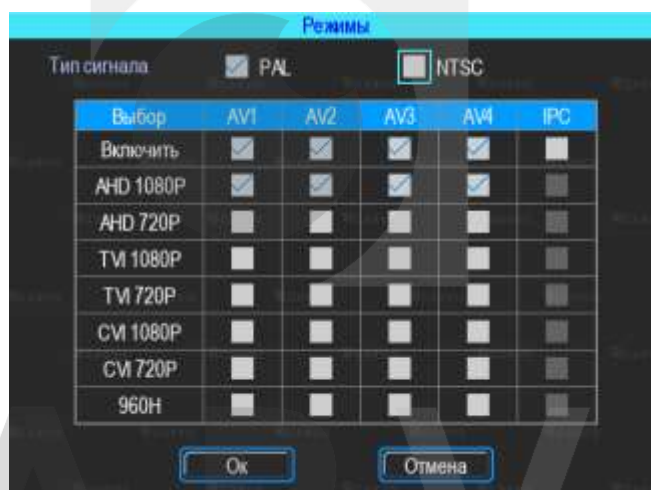 Режимы
Тип сигнала PAL NTSC
Выбор AV1 AV2 AV3 AV4 IPC
Включить
AHD 1080P
AHD 720P
TVI 1080P
TVI 720P
CVI 1080P
CVI 720P
960H
Ок Отмена